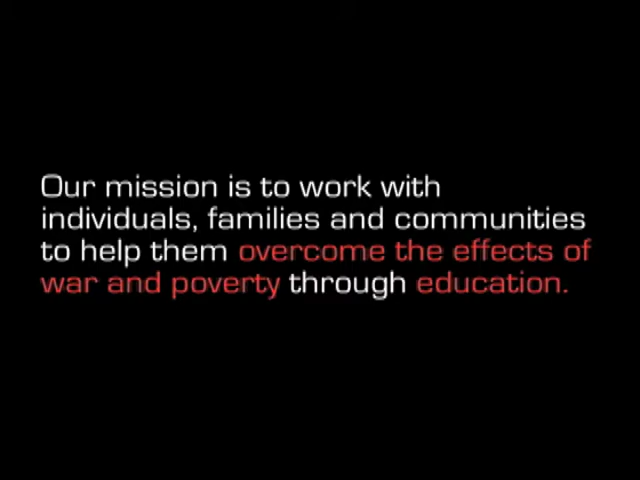 Our mission is to work with
individuals, families and communities
to help them overcome the effects of
war and poverty through education.